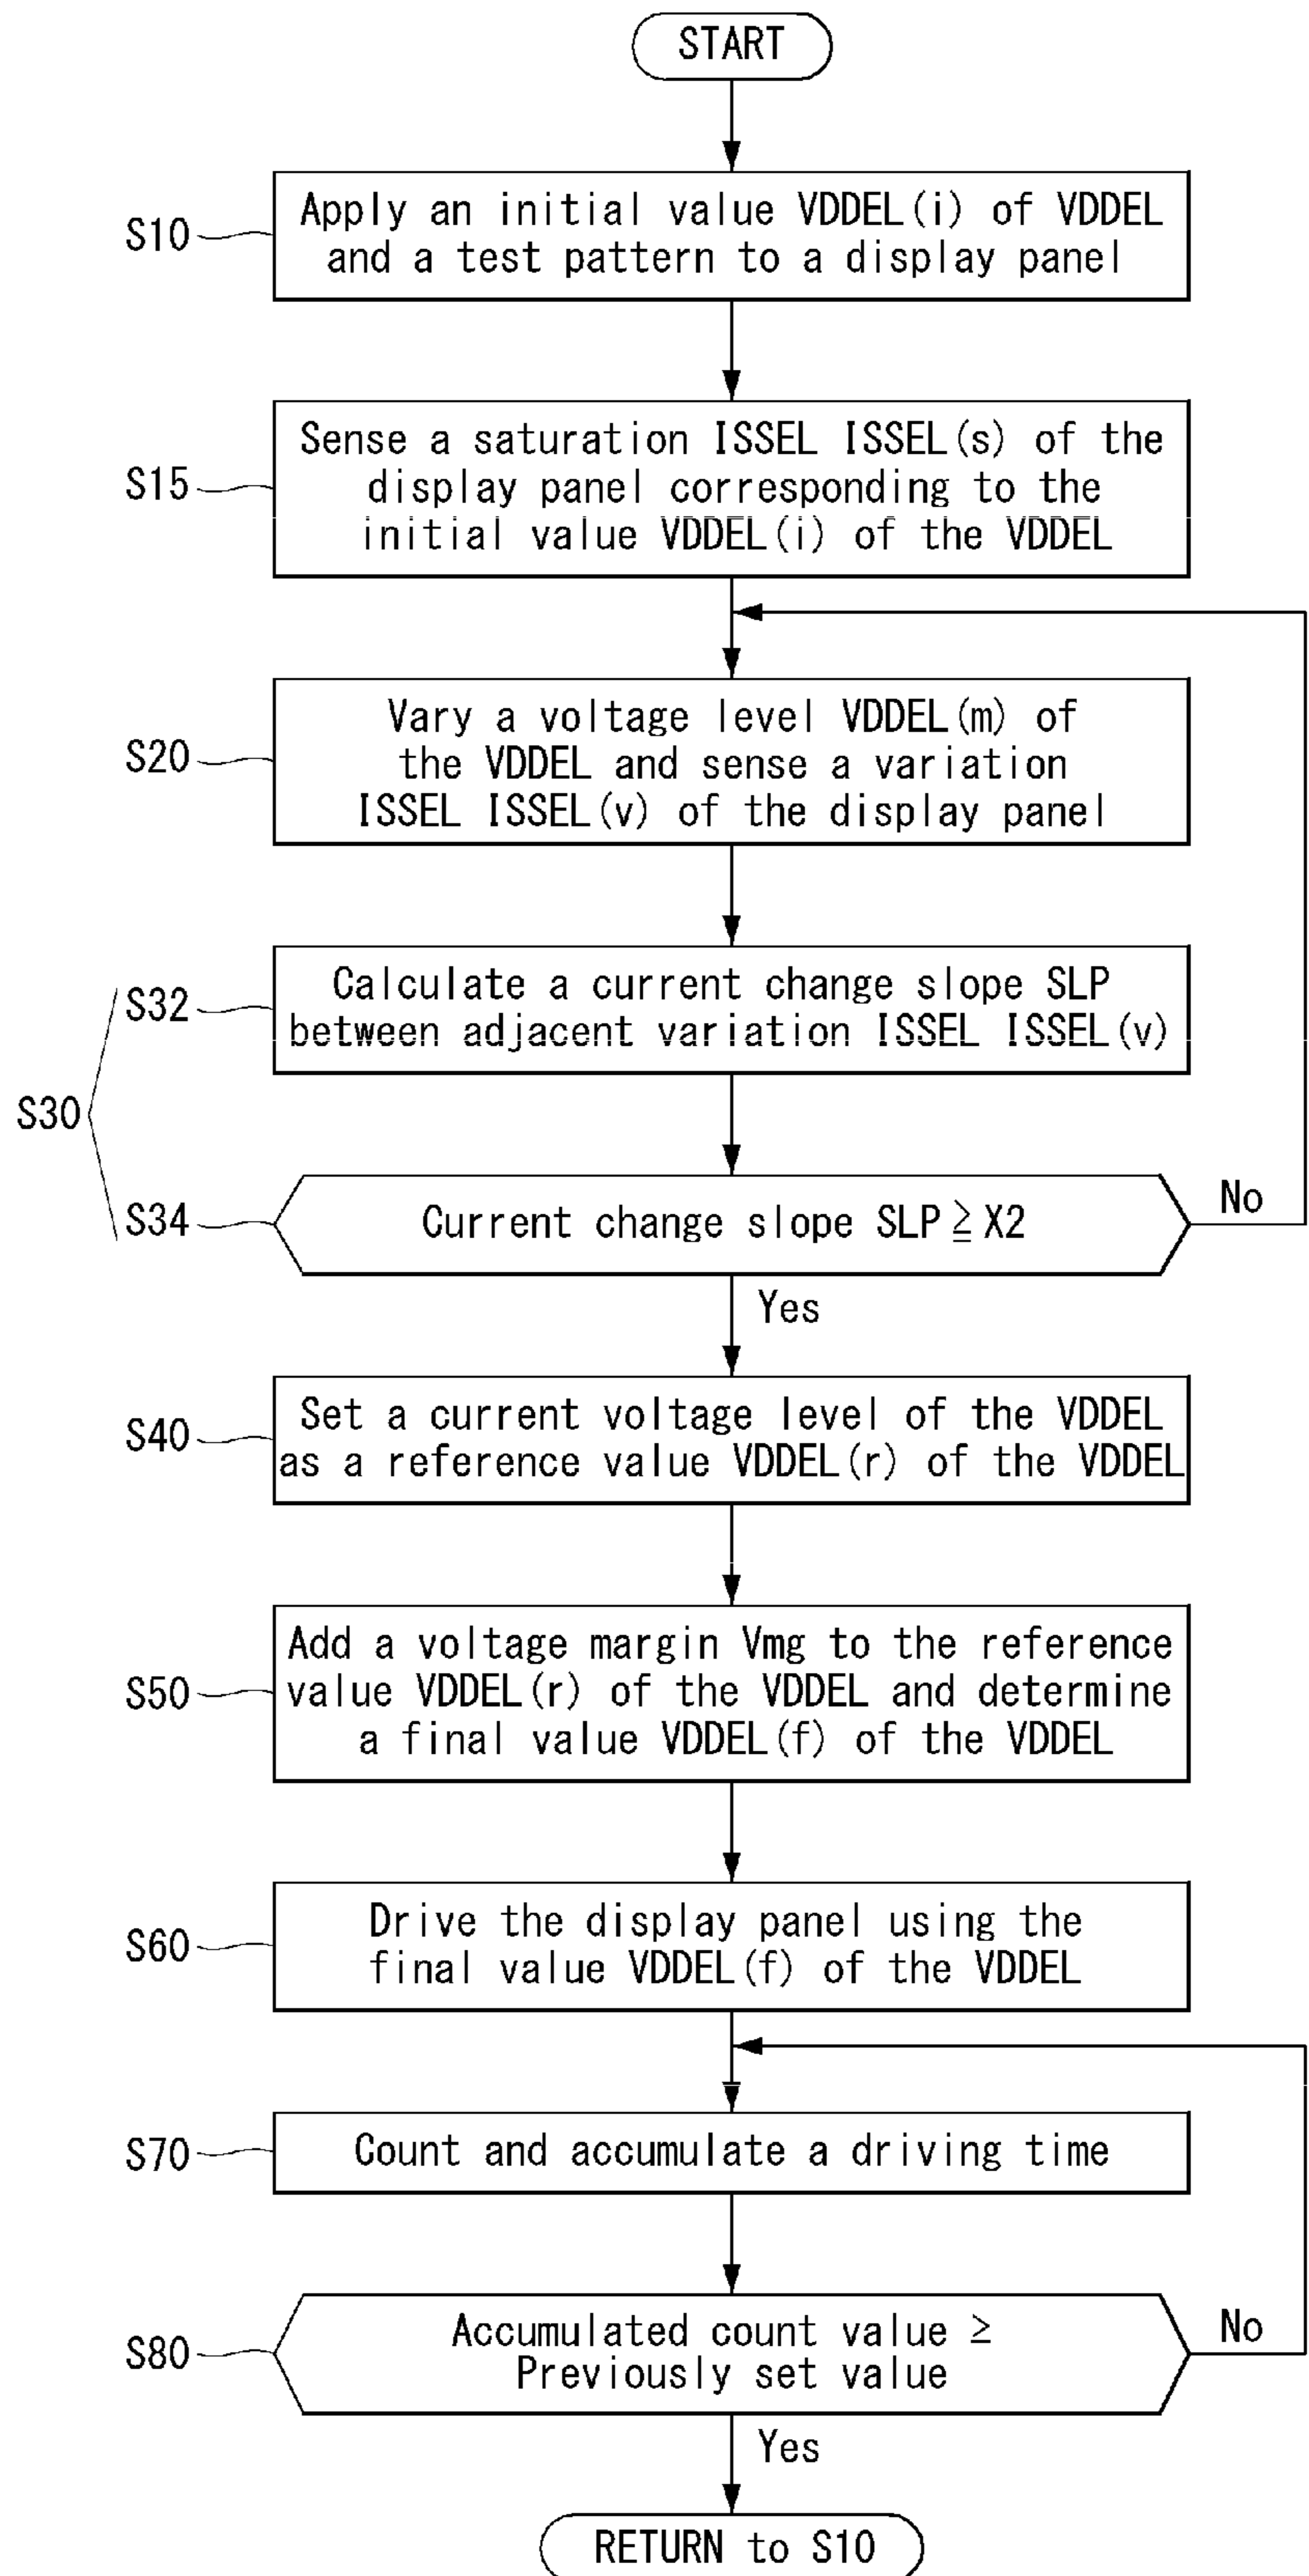 START
S10
Apply an initial value VDDEL(i) of VDDEL
and a test pattern to a display panel
S15
Sense a saturation ISSEL ISSEL(s) of the
display panel corresponding to the
initial value VDDEL(i) of the VDDEL
S20
Vary a voltage level VDDEL(m) of
the VDDEL and sense a variation
ISSEL ISSEL(v) of the display panel
S30
S32
Calculate a current change slope SLP
between adjacent variation ISSEL ISSEL(v)
S34
Current change slope SLP ≧ X2
No
Yes
S40
Set a current voltage level of the VDDEL
as a reference value VDDEL(r) of the VDDEL
S50
Add a voltage margin Vmg to the reference
value VDDEL(r) of the VDDEL and determine
a final value VDDEL(f) of the VDDEL
S60
Drive the display panel using the
final value VDDEL(f) of the VDDEL
S70
Count and accumulate a driving time
S80
Accumulated count value ≥
Previously set value
No
Yes
RETURN to S10